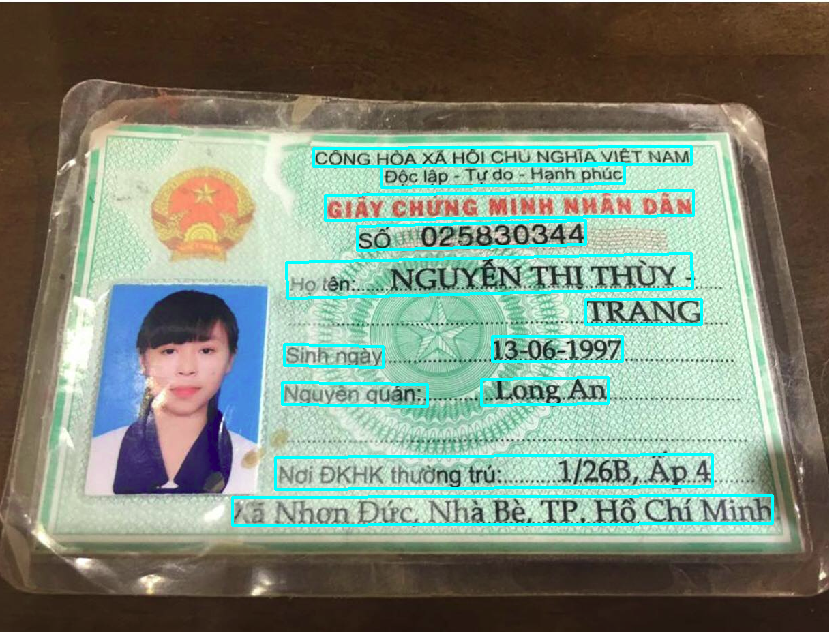 CỘNG HÒA XÃ HỘI CHỦ NGHĨA VIỆT NAM
Độc lập - Tự do - Hạnh phúc
GIẤY CHỨNG MINH NHÂN DÂN
SỐ 025830344
Họ tên: NGUYỄN THỊ THÙY -
TRANG
Sinh ngày 13-06-1997
Nguyên quán: Long An
Nơi ĐKHK thường trú: 1/26B, Ấp 4
Xã Nhơn Đức, Nhà Bè, TP. Hồ Chí Minh